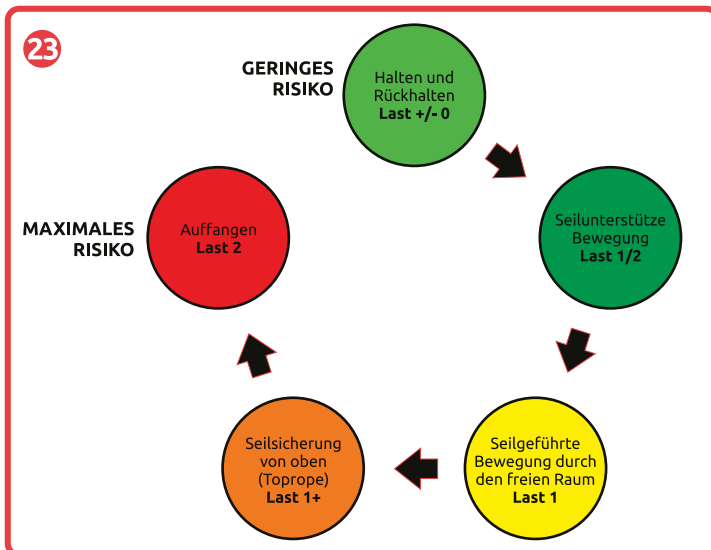 23
GERINGES
RISIKO
Halten und
Rückhalten
Last +/- 0
Seilunterstütze
Bewegung
Last 1/2
Seilgeführte
Bewegung durch
den freien Raum
Last 1
Seilsicherung
von oben
(Toprope)
Last 1+
MAXIMALES
RISIKO
Auffangen
Last 2